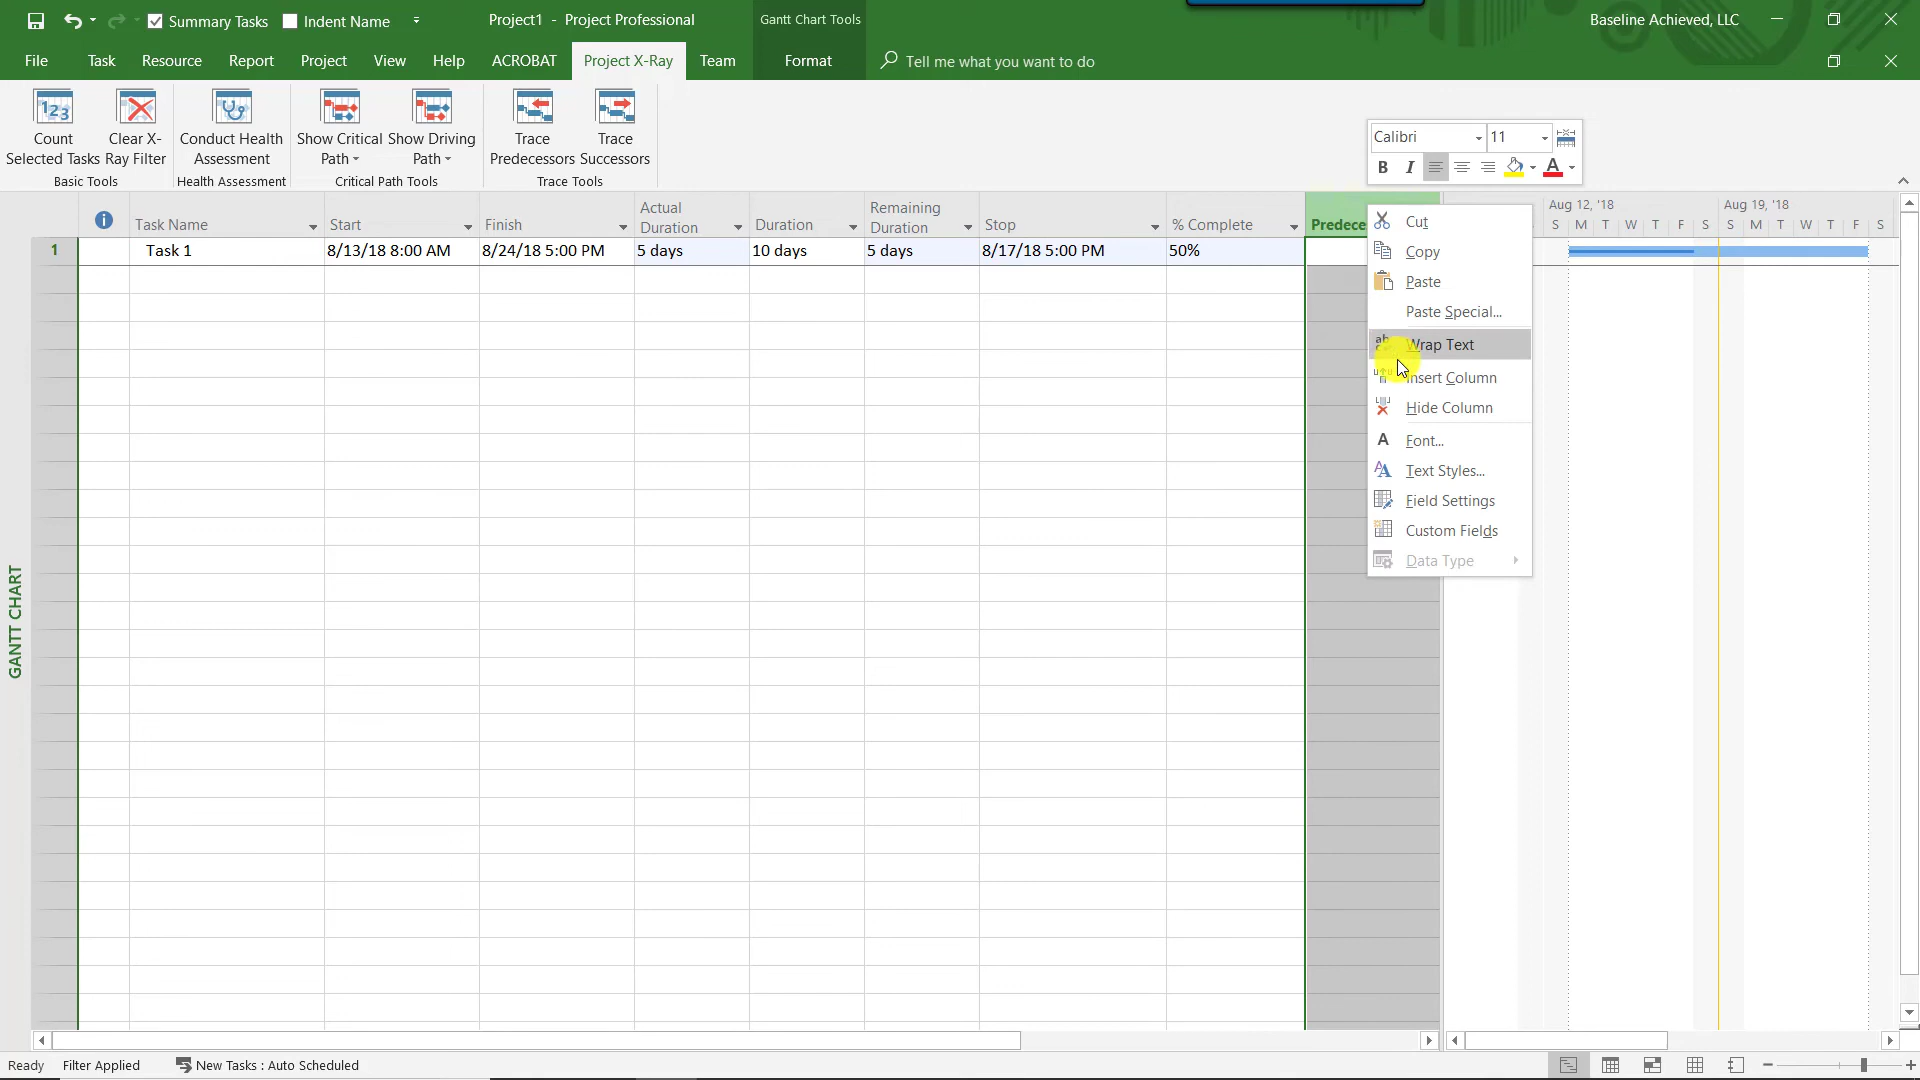 Summary Tasks
Indent Name
Project1 - Project Professional
Gantt Chart Tools
Baseline Achieved, LLC
File
Task
Resource
Report
Project
View
Help
ACROBAT
Project X-Ray
Team
Format
Tell me what you want to do
Count
Selected Tasks
Clear X-
Ray Filter
Conduct Health
Assessment
Show Critical
Path
Show Driving
Path
Trace
Predecessors
Trace
Successors
Basic Tools
Health Assessment
Critical Path Tools
Trace Tools
Calibri
11
B I
A
Task Name
Start
Finish
Actual
Duration
Duration
Remaining
Duration
Stop
% Complete
Predece
Aug 12, '18
Aug 19, '18
S M T W T F S S M T W T F S
1
Task 1
8/13/18 8:00 AM
8/24/18 5:00 PM
5 days
10 days
5 days
8/17/18 5:00 PM
50%
Cut
Copy
Paste
Paste Special...
Wrap Text
Insert Column
Hide Column
Font...
Text Styles...
Field Settings
Custom Fields
Data Type
GANTT CHART
Ready
Filter Applied
New Tasks : Auto Scheduled